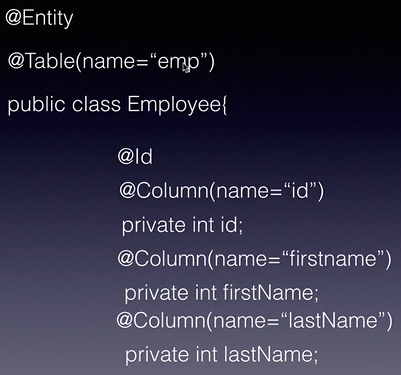 @Entity
@Table(name=“emp”)
public class Employee{
@Id
@Column(name=“id”)
private int id;
@Column(name=“firstname”)
private int firstName;
@Column(name=“lastName”)
private int lastName;